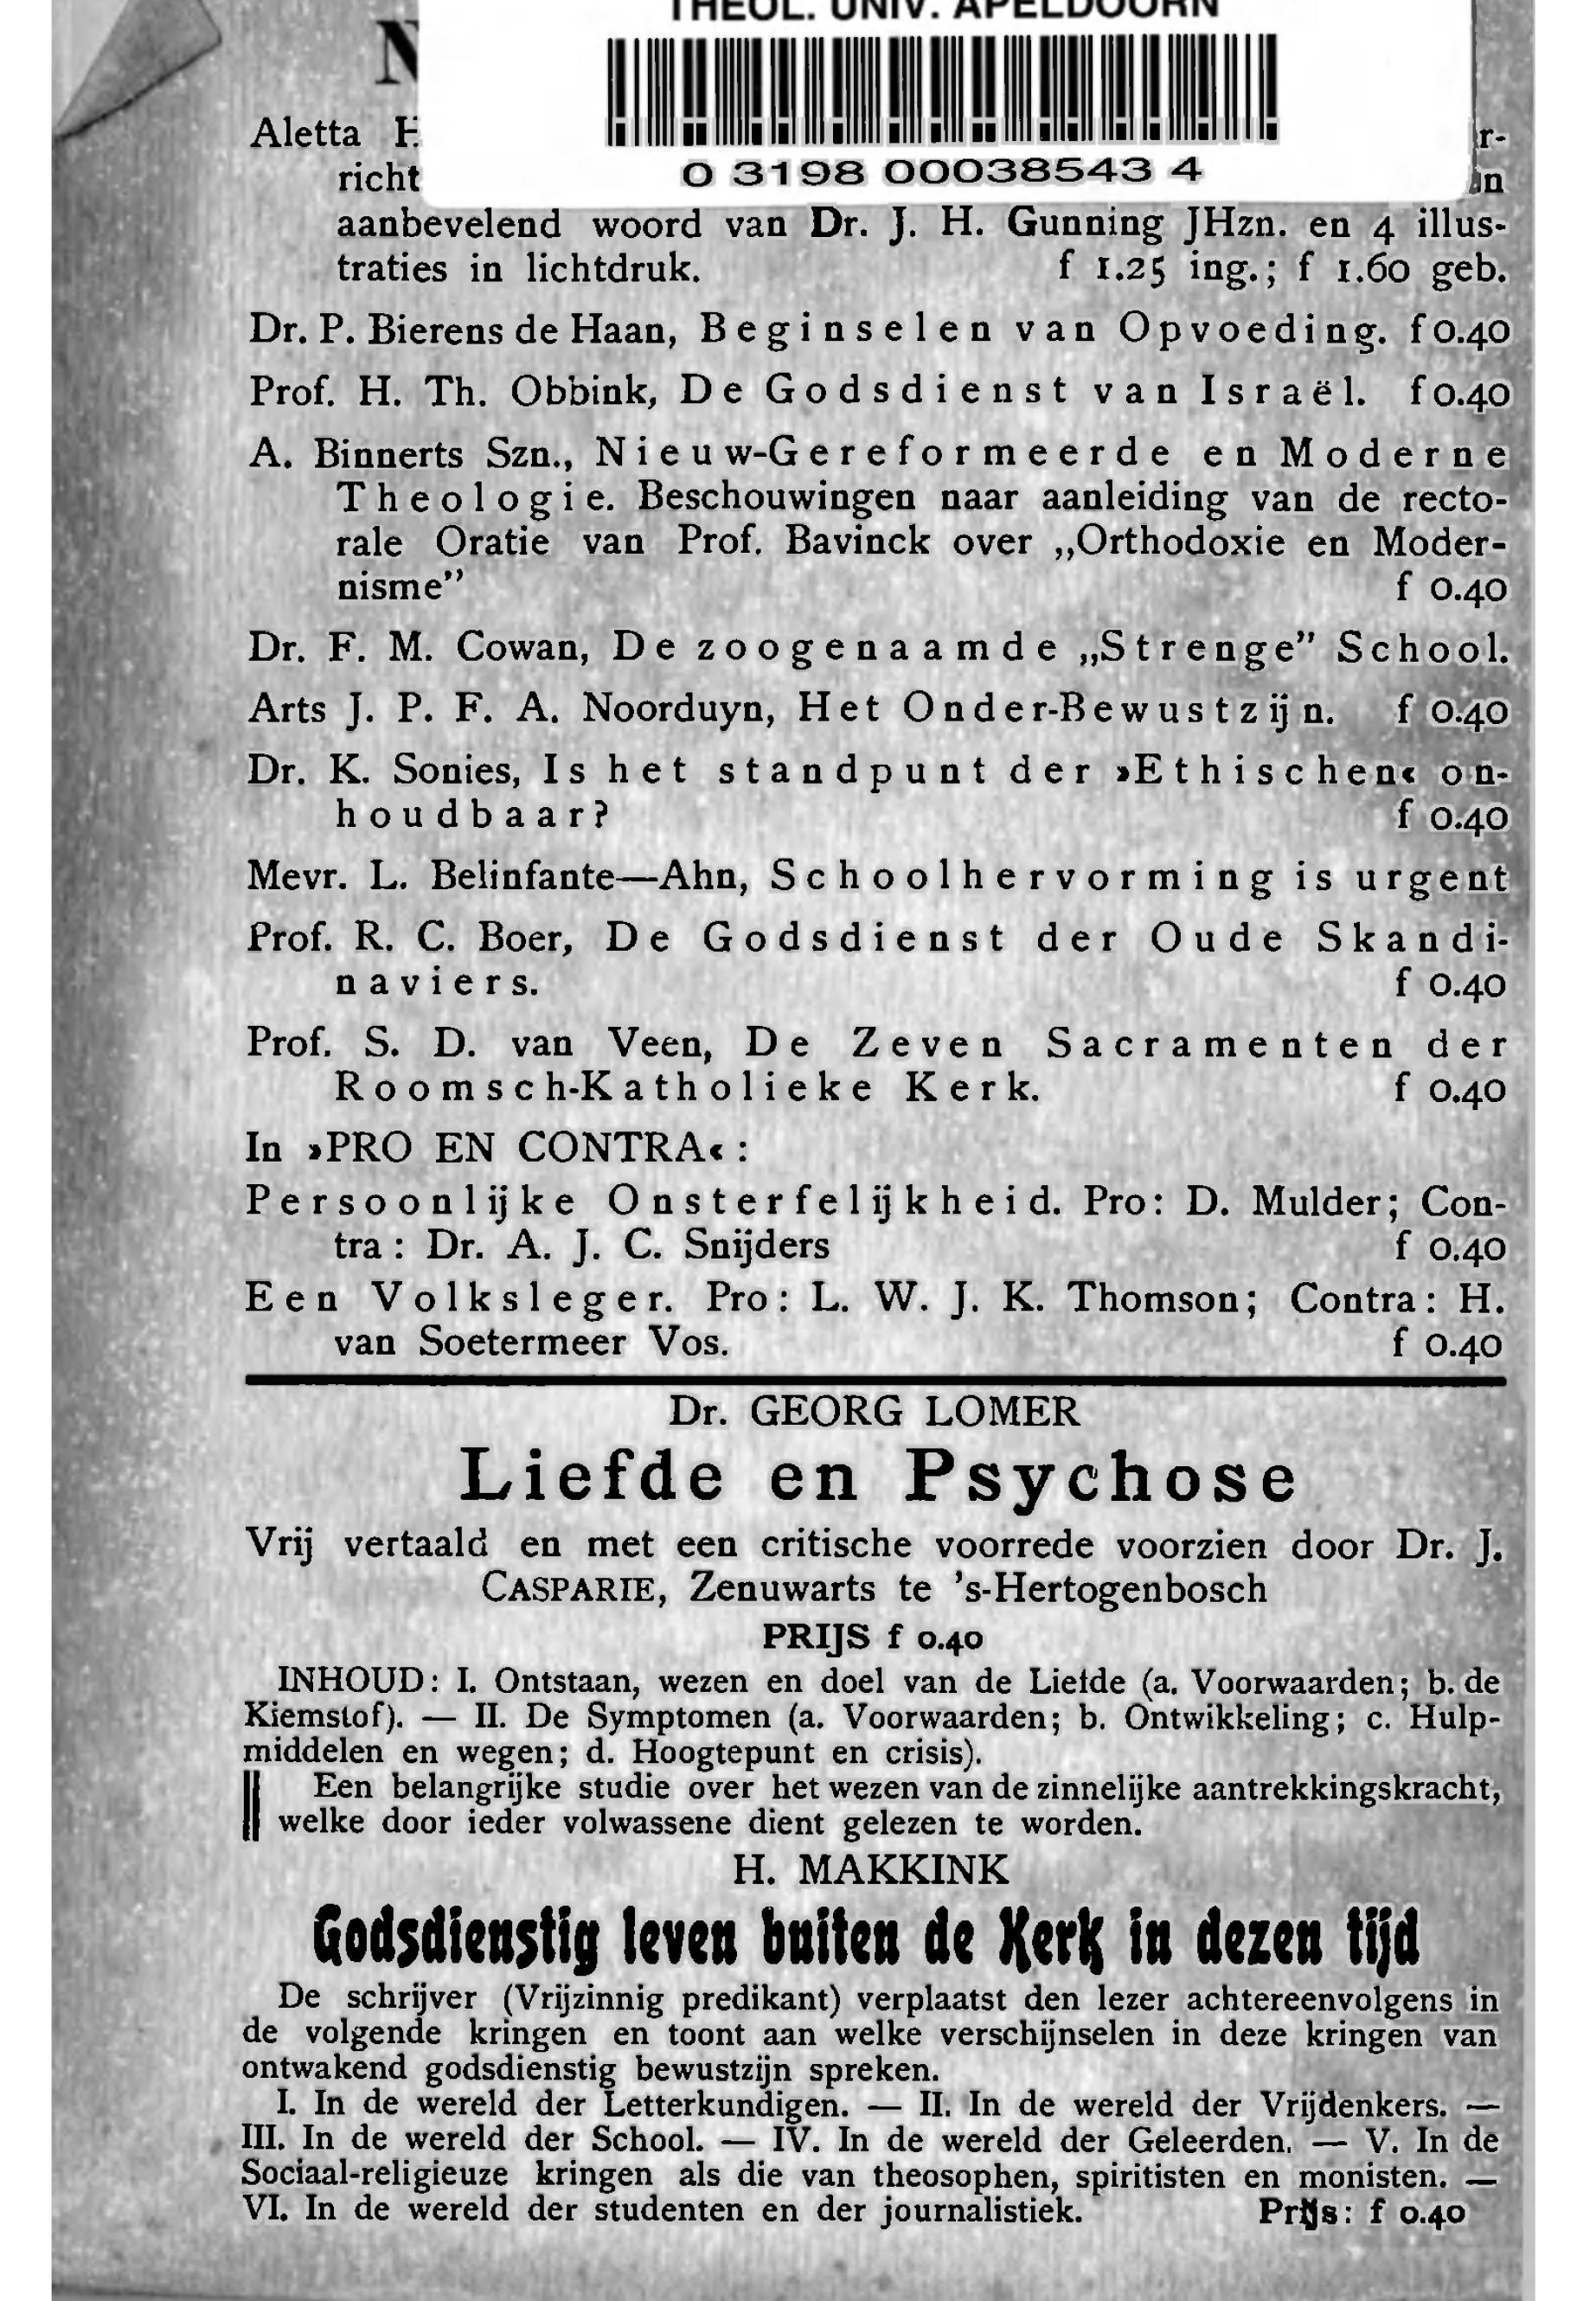 THEOL. UNIV. APELDOORN
0 3198 00038543 4
Aletta
richt
aanbevelend woord van Dr. J. H. Gunning JHzn. en 4 illus-
traties in lichtdruk. f 1.25 ing.; f 1.60 geb.
Dr. P. Bierens de Haan, Beginselen van Opvoeding. f 0.40
Prof. H. Th. Obbink, De Godsdienst van Israël. f 0.40
A. Binnerts Szn., Nieuw-Gereformeerde en Moderne
Theologie. Beschouwingen naar aanleiding van de recto-
rale Oratie van Prof. Bavinck over „Orthodoxie en Moder-
nisme” f 0.40
Dr. F. M. Cowan, De zoogenaamde „Strenge” School.
Arts J. P. F. A. Noorduyn, Het Onder-Bewustzijn. f 0.40
Dr. K. Sonies, Is het standpunt der »Ethischen« on-
houdbaar? f 0.40
Mevr. L. Belinfante—Ahn, Schoolhervorming is urgent
Prof. R. C. Boer, De Godsdienst der Oude Skandi-
naviers. f 0.40
Prof. S. D. van Veen, De Zeven Sacramenten der
Roomsch-Katholieke Kerk. f 0.40
In »PRO EN CONTRA« :
Persoonlijke Onsterfelijkheid. Pro: D. Mulder; Con-
tra : Dr. A. J. C. Snijders f 0.40
Een Volksleger. Pro: L. W. J. K. Thomson; Contra: H.
van Soetermeer Vos. f 0.40
Dr. GEORG LOMER
Liefde en Psychose
Vrij vertaald en met een critische voorrede voorzien door Dr. J.
CASPARIE, Zenuwarts te 's-Hertogenbosch
PRIJS f 0.40
INHOUD: I. Ontstaan, wezen en doel van de Liefde (a. Voorwaarden; b. de
Kiemstof). — II. De Symptomen (a. Voorwaarden; b. Ontwikkeling; c. Hulp-
middelen en wegen; d. Hoogtepunt en crisis).
Een belangrijke studie over het wezen van de zinnelijke aantrekkingskracht,
welke door ieder volwassene dient gelezen te worden.
H. MAKKINK
Godsdienstig leven buiten de Kerk in dezen tijd
De schrijver (Vrijzinnig predikant) verplaatst den lezer achtereenvolgens in
de volgende kringen en toont aan welke verschijnselen in deze kringen van
ontwakend godsdienstig bewustzijn spreken.
I. In de wereld der Letterkundigen. — II. In de wereld der Vrijdenkers. —
III. In de wereld der School. — IV. In de wereld der Geleerden. — V. In de
Sociaal-religieuze kringen als die van theosophen, spiritisten en monisten. —
VI. In de wereld der studenten en der journalistiek. Prijs: f 0.40